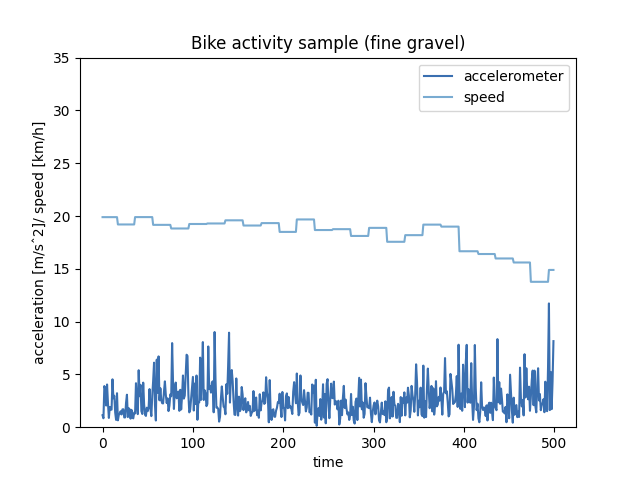 Bike activity sample (fine gravel)
accelerometer
speed
acceleration [m/s^2]/ speed [km/h]
35
30
25
20
15
10
5
0
0 100 200 300 400 500
time